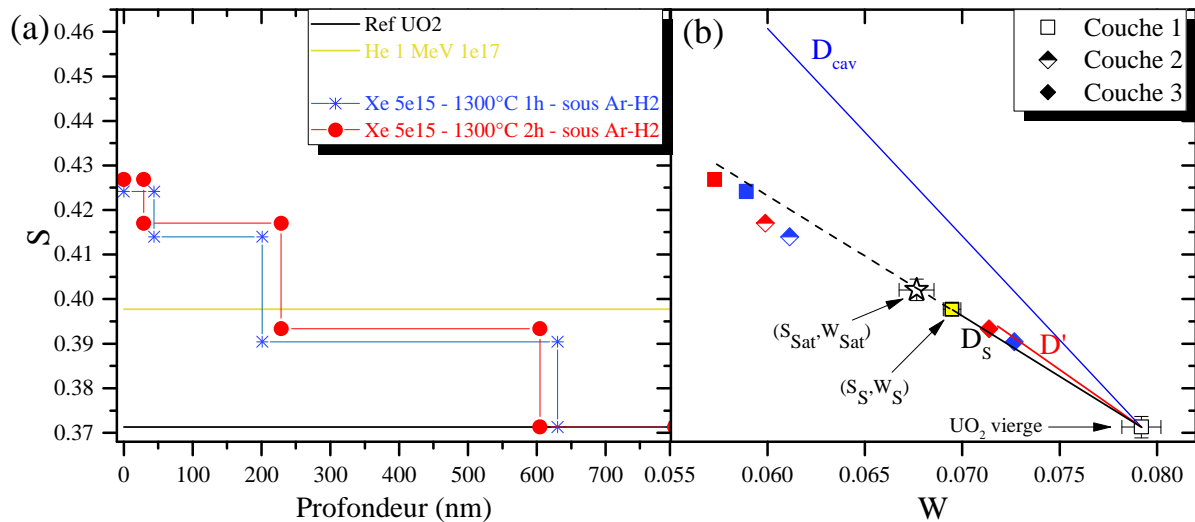 (a)
Ref UO2
He 1 MeV 1e17
Xe 5e15 - 1300°C 1h - sous Ar-H2
Xe 5e15 - 1300°C 2h - sous Ar-H2
0.46
0.45
0.44
0.43
0.42
0.41
0.40
0.39
0.38
0.37
S
0 100 200 300 400 500 600 700
Profondeur (nm)
(b)
Couche 1
Couche 2
Couche 3
D_cav
(S_Sat,W_Sat)
(S_S,W_S)
D_S
D'
UO₂ vierge
0.055 0.060 0.065 0.070 0.075 0.080
W